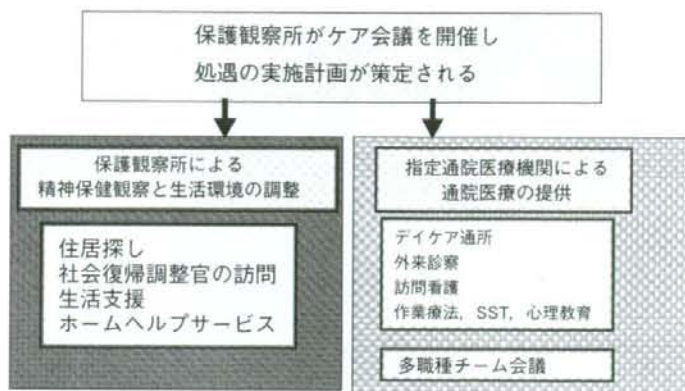 保護観察所がケア会議を開催し
処遇の実施計画が策定される
保護観察所による
精神保健観察と生活環境の調整
住居探し
社会復帰調整官の訪問
生活支援
ホームヘルプサービス
指定通院医療機関による
通院医療の提供
デイケア通所
外来診察
訪問看護
作業療法，SST，心理教育
多職種チーム会議